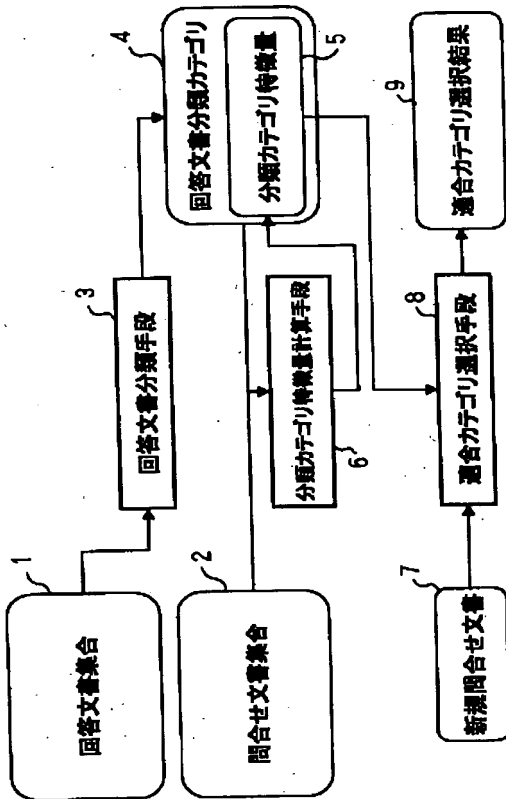 1
回答文書集合
3
回答文書分類手段
4
回答文書分類カテゴリ
5
分類カテゴリ特徴量
2
問合せ文書集合
6
分類カテゴリ特徴量計算手段
7
新規問合せ文書
8
適合カテゴリ選択手段
9
適合カテゴリ選択結果